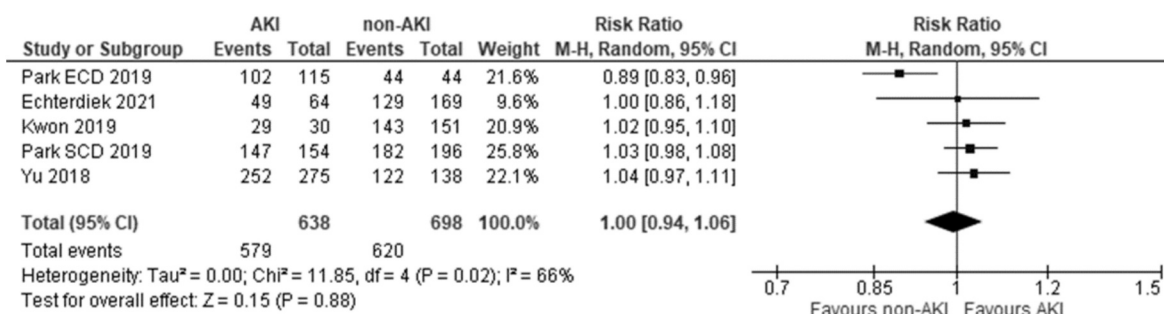 AKI non-AKI Risk Ratio Risk Ratio
Study or Subgroup Events Total Events Total Weight M-H, Random, 95% CI M-H, Random, 95% CI
Park ECD 2019 102 115 44 44 21.6% 0.89 [0.83, 0.96]
Echterdiek 2021 49 64 129 169 9.6% 1.00 [0.86, 1.18]
Kwon 2019 29 30 143 151 20.9% 1.02 [0.95, 1.10]
Park SCD 2019 147 154 182 196 25.8% 1.03 [0.98, 1.08]
Yu 2018 252 275 122 138 22.1% 1.04 [0.97, 1.11]
Total (95% CI) 638 698 100.0% 1.00 [0.94, 1.06]
Total events 579 620
Heterogeneity: Tau² = 0.00; Chi² = 11.85, df = 4 (P = 0.02); I² = 66%
Test for overall effect: Z = 0.15 (P = 0.88)
0.7 0.85 1 1.2 1.5
Favours non-AKI Favours AKI